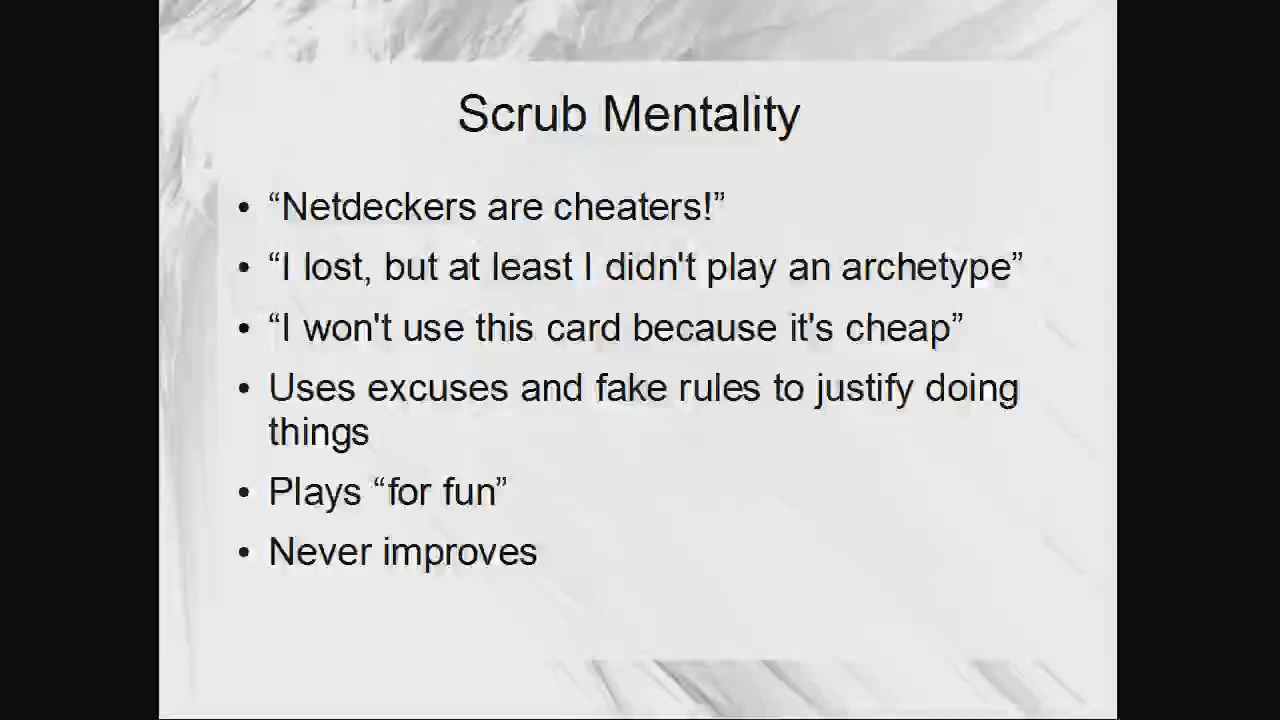 Scrub Mentality
• “Netdeckers are cheaters!”
• “I lost, but at least I didn't play an archetype”
• “I won't use this card because it's cheap”
• Uses excuses and fake rules to justify doing
things
• Plays “for fun”
• Never improves